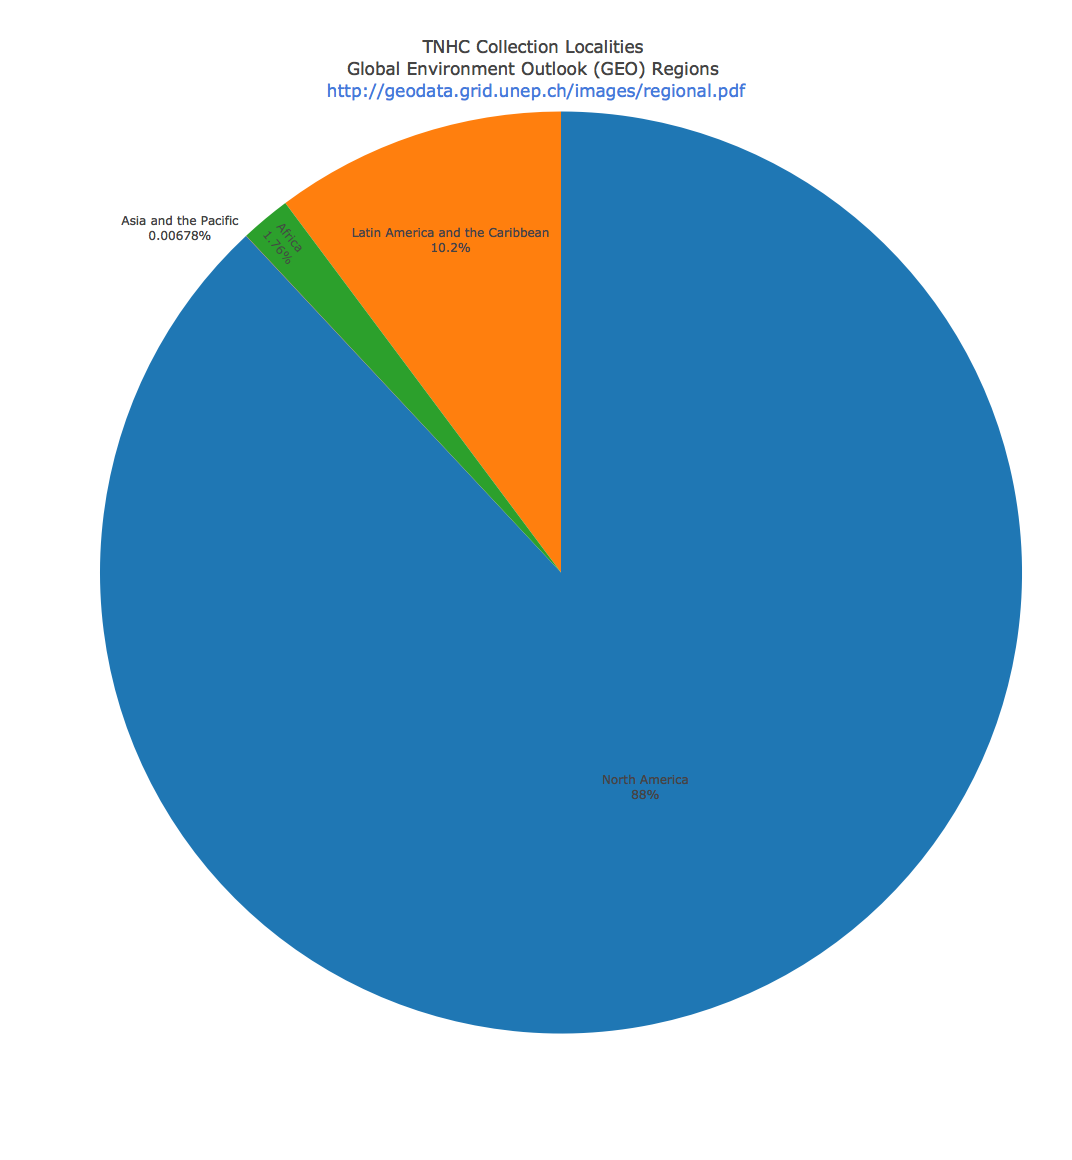 TNHC Collection Localities
Global Environment Outlook (GEO) Regions
http://geodata.grid.unep.ch/images/regional.pdf
Asia and the Pacific
0.00678%
Africa
1.76%
Latin America and the Caribbean
10.2%
North America
88%